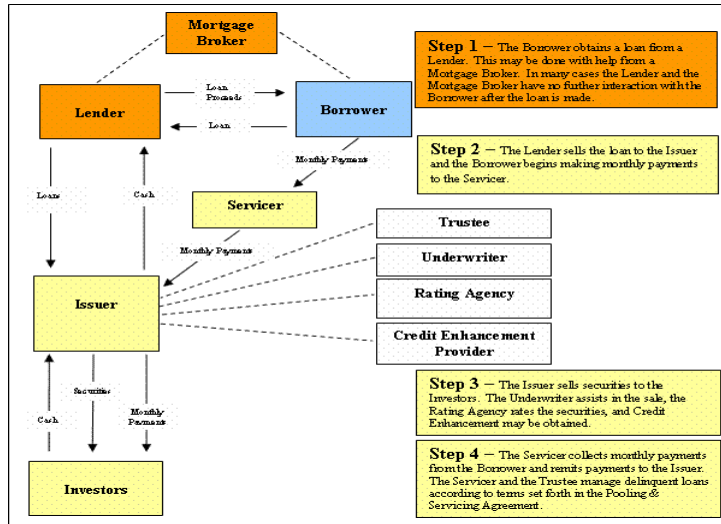 Mortgage
Broker
Step 1 – The Borrower obtains a loan from a
Lender. This may be done with help from a
Mortgage Broker. In many cases the Lender and the
Mortgage Broker have no further interaction with the
Borrower after the loan is made.
Loan
Proceeds
Lender
Borrower
Loan
Step 2 – The Lender sells the loan to the Issuer
and the Borrower begins making monthly payments
to the Servicer.
Monthly Payments
Loans
Cash
Servicer
Trustee
Monthly Payments
Underwriter
Issuer
Rating Agency
Credit Enhancement
Provider
Step 3 – The Issuer sells securities to the
Investors. The Underwriter assists in the sale, the
Rating Agency rates the securities, and Credit
Enhancement may be obtained.
Securities
Cash
Monthly
Payments
Step 4 – The Servicer collects monthly payments
from the Borrower and remits payments to the Issuer.
The Servicer and the Trustee manage delinquent loans
according to terms set forth in the Pooling &
Servicing Agreement.
Investors